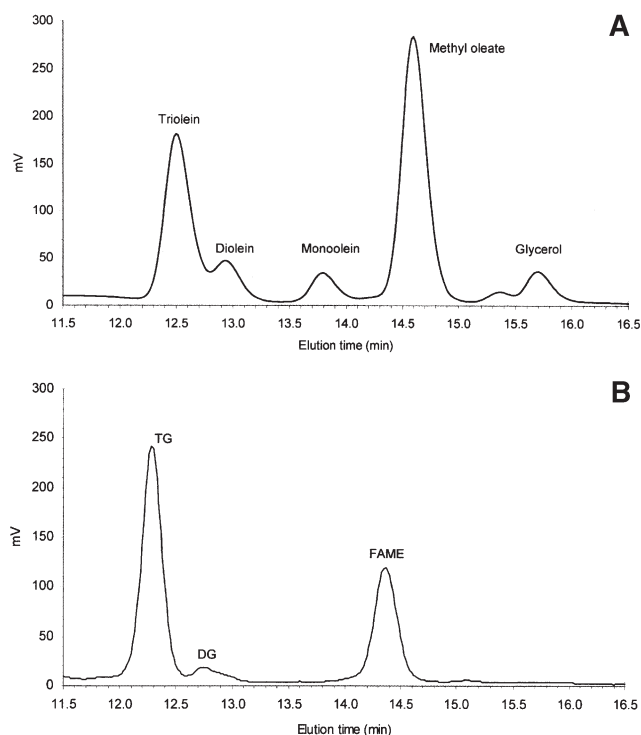 A
300
250
200
150
100
50
0
mV
Triolein
Diolein
Monoolein
Methyl oleate
Glycerol
11.5 12.0 12.5 13.0 13.5 14.0 14.5 15.0 15.5 16.0 16.5
Elution time (min)
B
300
250
200
150
100
50
0
mV
TG
DG
FAME
11.5 12.0 12.5 13.0 13.5 14.0 14.5 15.0 15.5 16.0 16.5
Elution time (min)